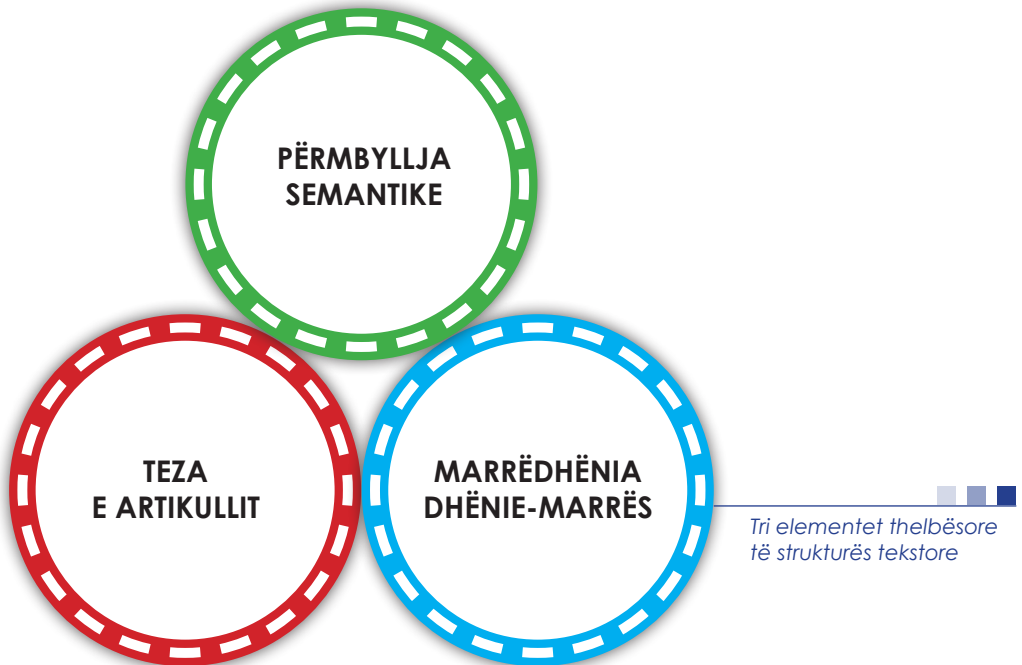 PËRMBYLLJA
SEMANTIKE
TEZA
E ARTIKULLIT
MARRËDHËNIA
DHËNIE-MARRËS
Tri elementet thelbësore
të strukturës tekstore